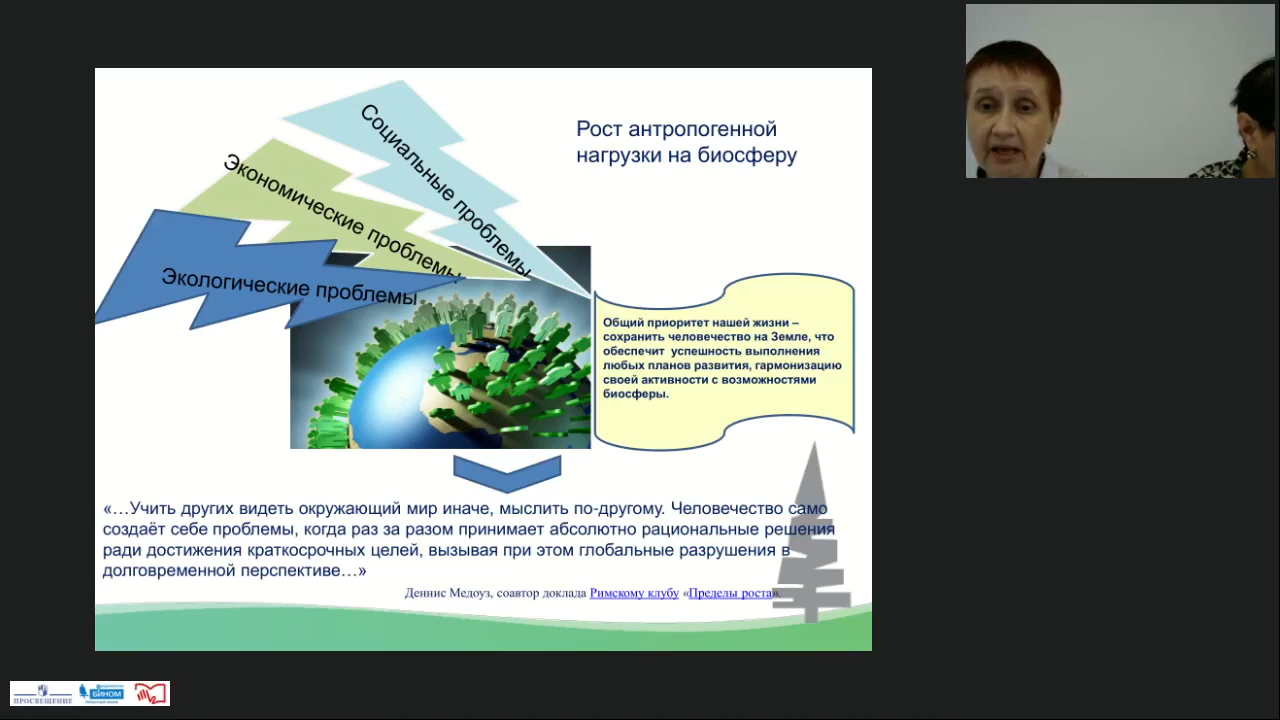 Социальные проблемы
Экономические проблемы
Экологические проблемы
Рост антропогенной
нагрузки на биосферу
Общий приоритет нашей жизни –
сохранить человечество на Земле, что
обеспечит успешность выполнения
любых планов развития, гармонизацию
своей активности с возможностями
биосферы.
«…Учить других видеть окружающий мир иначе, мыслить по-другому. Человечество само
создаёт себе проблемы, когда раз за разом принимает абсолютно рациональные решения
ради достижения краткосрочных целей, вызывая при этом глобальные разрушения в
долговременной перспективе…»
Деннис Медоуз, соавтор доклада Римскому клубу «Пределы роста».
ПРОСВЕЩЕНИЕ
БИНОМ